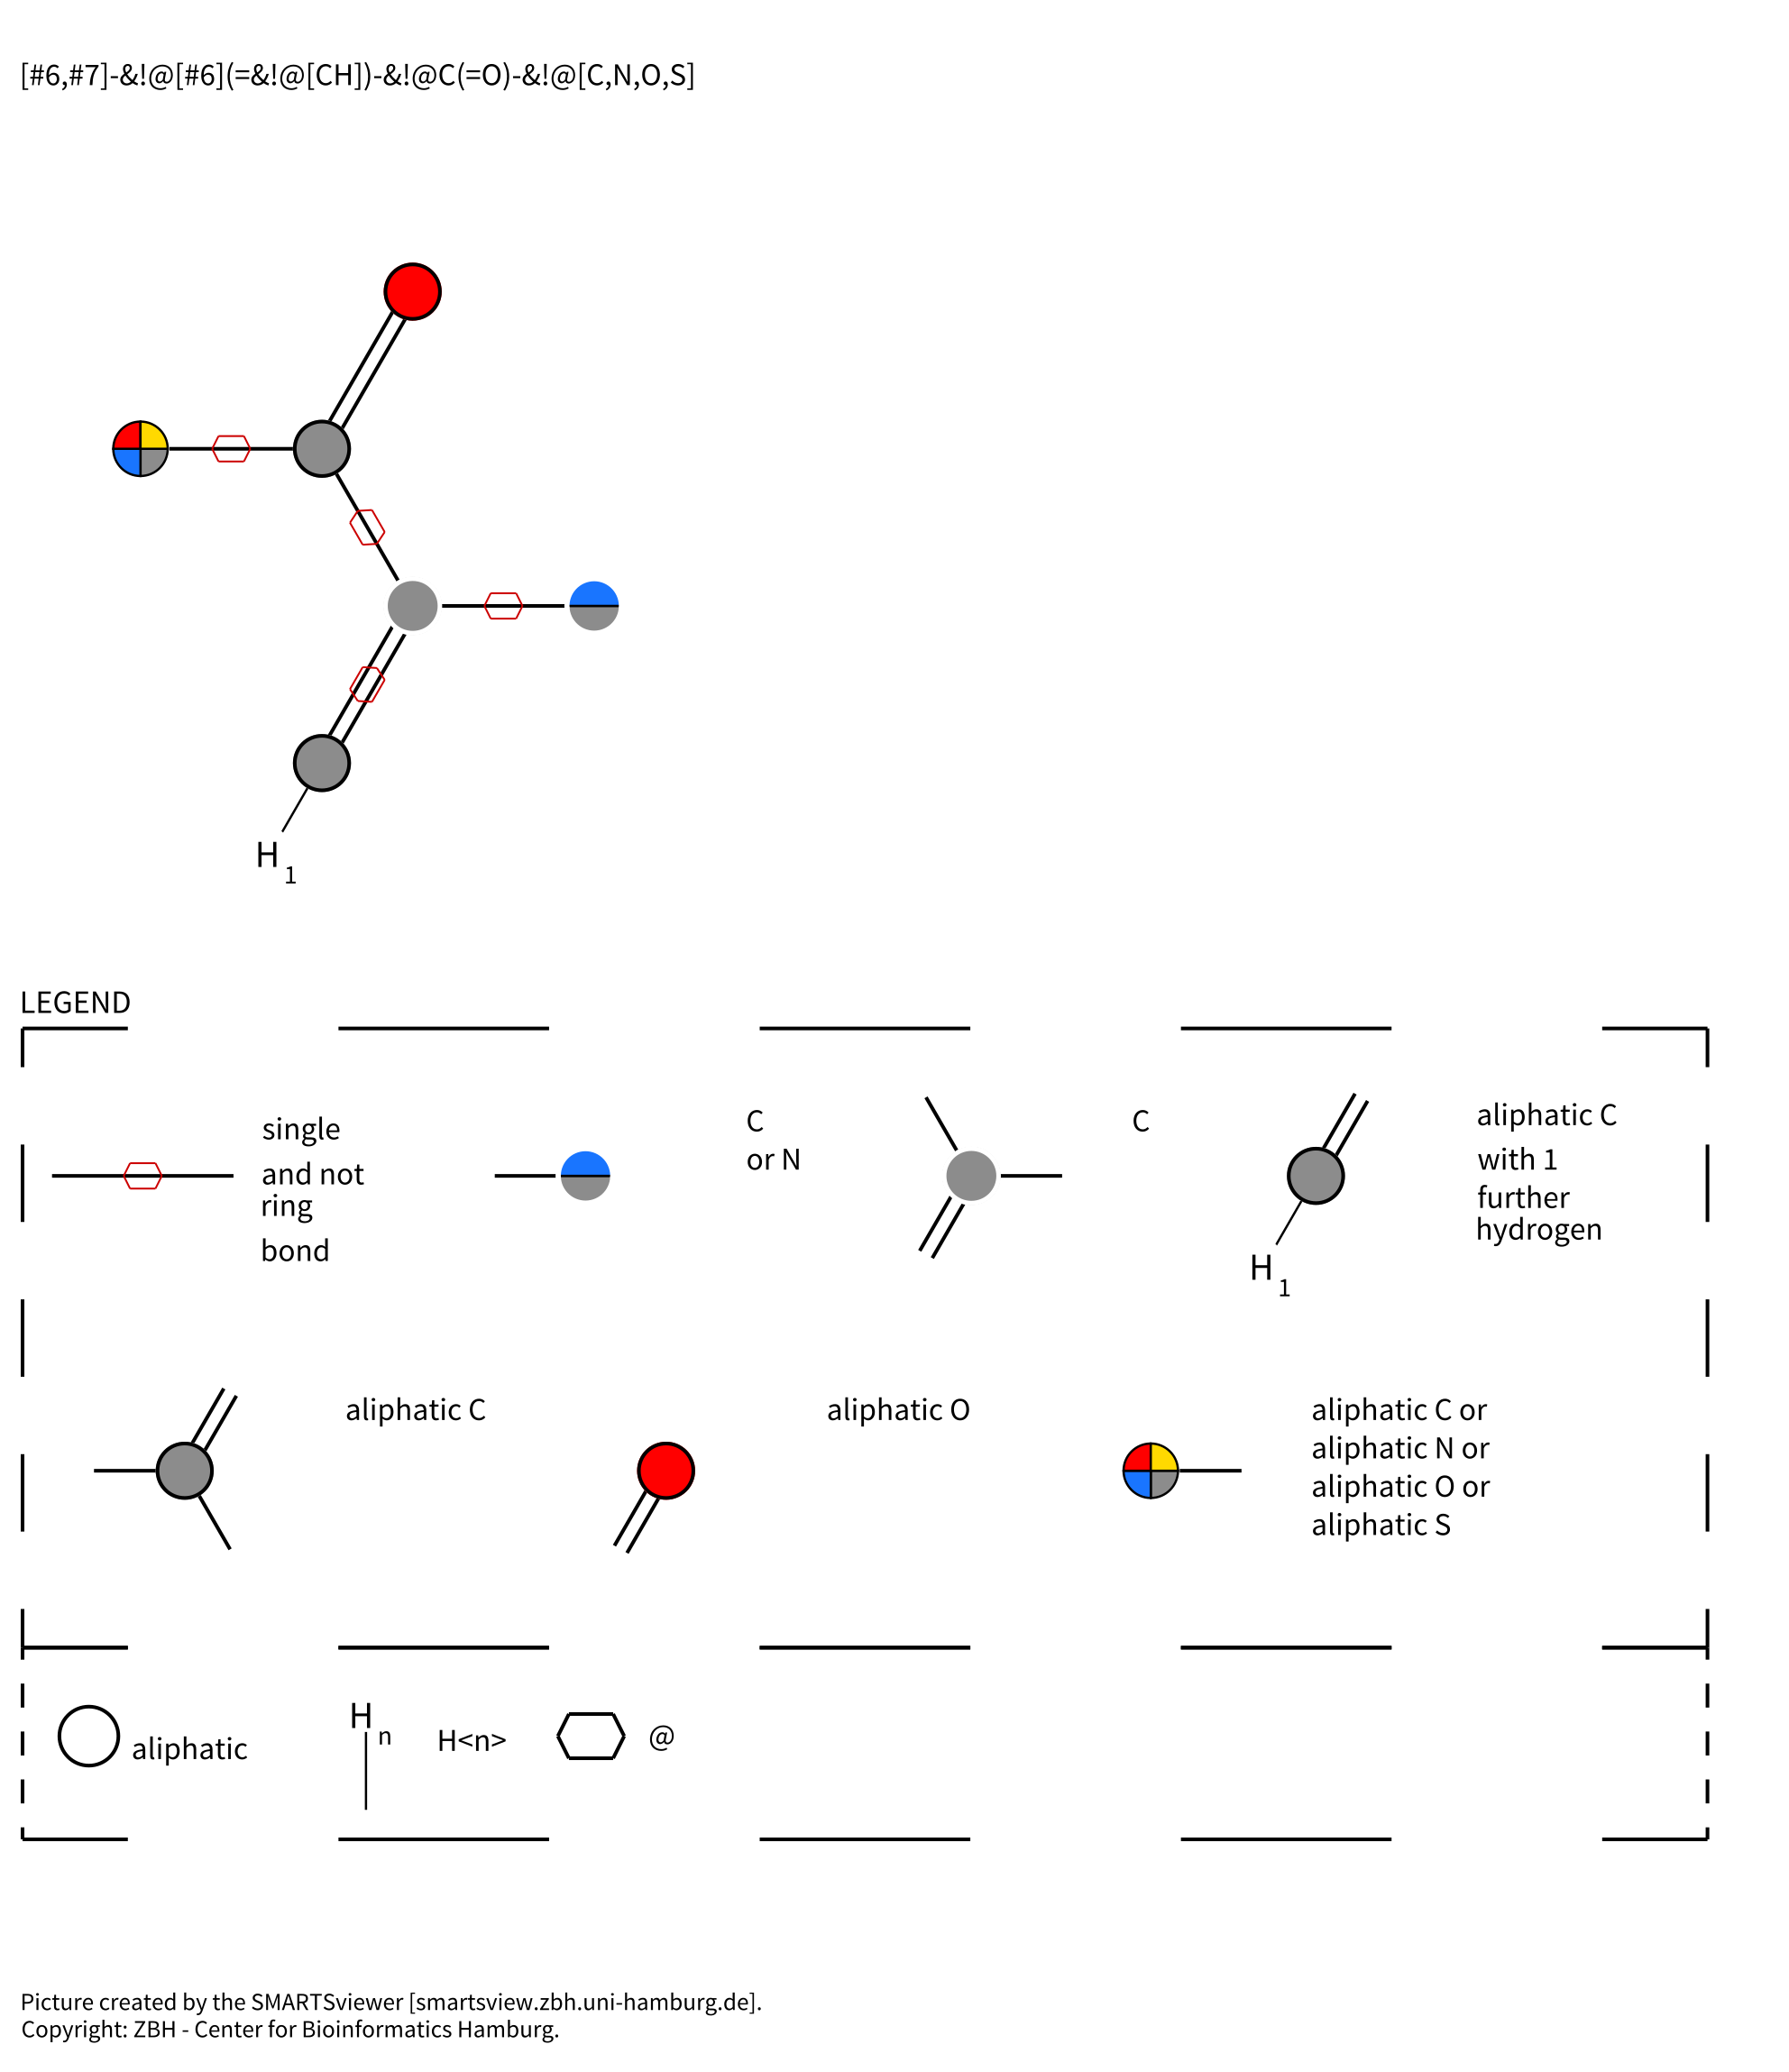 [#6,#7]-&!@[#6](=&!@[CH])-&!@C(=O)-&!@[C,N,O,S]
H 1
LEGEND
single
and not
ring
bond
C
or N
C
H 1
aliphatic C
with 1
further
hydrogen
aliphatic C
aliphatic O
aliphatic C or
aliphatic N or
aliphatic O or
aliphatic S
aliphatic
H n
H<n>
@
Picture created by the SMARTSviewer [smartsview.zbh.uni-hamburg.de].
Copyright: ZBH - Center for Bioinformatics Hamburg.